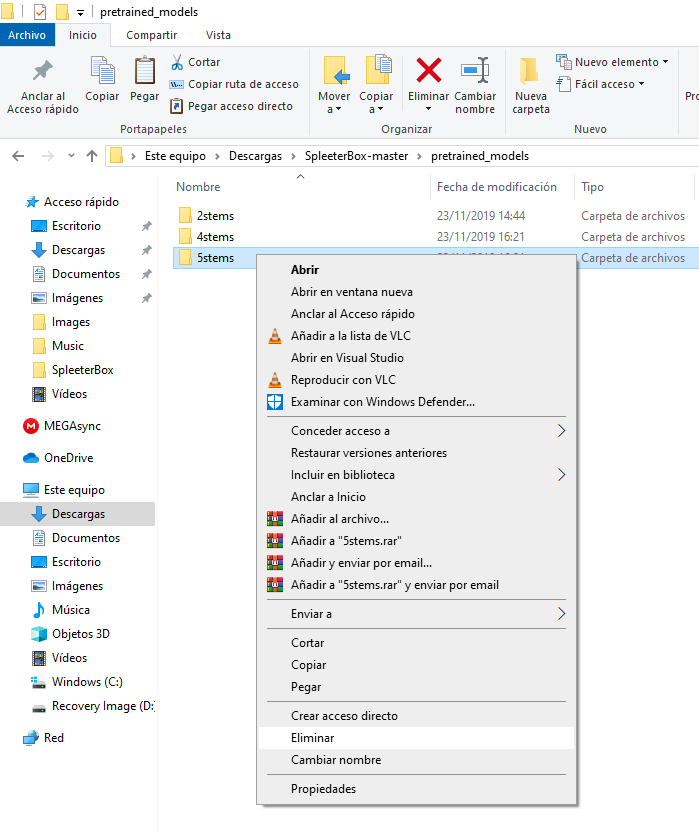 pretrained_models
Archivo Inicio Compartir Vista
Anclar al Acceso rápido
Copiar
Pegar
Cortar
Copiar ruta de acceso
Pegar acceso directo
Portapapeles
Mover a
Copiar a
Eliminar
Cambiar nombre
Organizar
Nueva carpeta
Nuevo elemento
Fácil acceso
Nuevo
Este equipo > Descargas > SpleeterBox-master > pretrained_models
Nombre Fecha de modificación Tipo
2stems 23/11/2019 14:44 Carpeta de archivos
4stems 23/11/2019 16:21 Carpeta de archivos
5stems Carpeta de archivos
Acceso rápido
Escritorio
Descargas
Documentos
Imágenes
Images
Music
SpleeterBox
Vídeos
MEGAsync
OneDrive
Este equipo
Descargas
Documentos
Escritorio
Imágenes
Música
Objetos 3D
Vídeos
Windows (C:)
Recovery Image (D:
Red
Abrir
Abrir en ventana nueva
Anclar al Acceso rápido
Añadir a la lista de VLC
Abrir en Visual Studio
Reproducir con VLC
Examinar con Windows Defender...
Conceder acceso a
Restaurar versiones anteriores
Incluir en biblioteca
Anclar a Inicio
Añadir al archivo...
Añadir a "5stems.rar"
Añadir y enviar por email...
Añadir a "5stems.rar" y enviar por email
Enviar a
Cortar
Copiar
Pegar
Crear acceso directo
Eliminar
Cambiar nombre
Propiedades